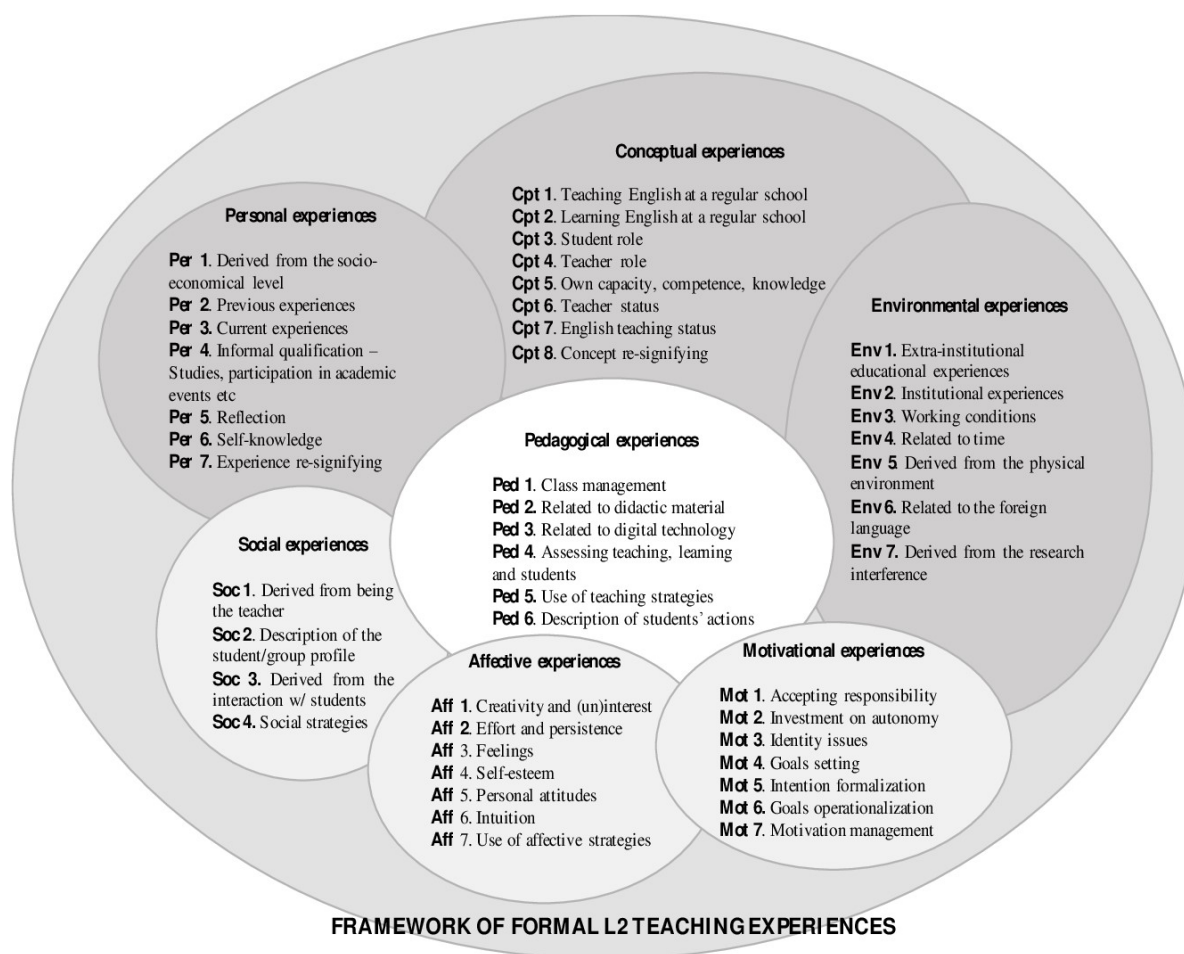 Conceptual experiences
Cpt 1. Teaching English at a regular school
Cpt 2. Learning English at a regular school
Cpt 3. Student role
Cpt 4. Teacher role
Cpt 5. Own capacity, competence, knowledge
Cpt 6. Teacher status
Cpt 7. English teaching status
Cpt 8. Concept re-signifying
Personal experiences
Per 1. Derived from the socio-
economical level
Per 2. Previous experiences
Per 3. Current experiences
Per 4. Informal qualification –
Studies, participation in academic
events etc
Per 5. Reflection
Per 6. Self-knowledge
Per 7. Experience re-signifying
Environmental experiences
Env 1. Extra-institutional
educational experiences
Env 2. Institutional experiences
Env 3. Working conditions
Env 4. Related to time
Env 5. Derived from the physical
environment
Env 6. Related to the foreign
language
Env 7. Derived from the research
interference
Pedagogical experiences
Ped 1. Class management
Ped 2. Related to didactic material
Ped 3. Related to digital technology
Ped 4. Assessing teaching, learning
and students
Ped 5. Use of teaching strategies
Ped 6. Description of students' actions
Social experiences
Soc 1. Derived from being
the teacher
Soc 2. Description of the
student/group profile
Soc 3. Derived from the
interaction w/ students
Soc 4. Social strategies
Affective experiences
Aff 1. Creativity and (un)interest
Aff 2. Effort and persistence
Aff 3. Feelings
Aff 4. Self-esteem
Aff 5. Personal attitudes
Aff 6. Intuition
Aff 7. Use of affective strategies
Motivational experiences
Mot 1. Accepting responsibility
Mot 2. Investment on autonomy
Mot 3. Identity issues
Mot 4. Goals setting
Mot 5. Intention formalization
Mot 6. Goals operationalization
Mot 7. Motivation management
FRAMEWORK OF FORMAL L2 TEACHING EXPERIENCES